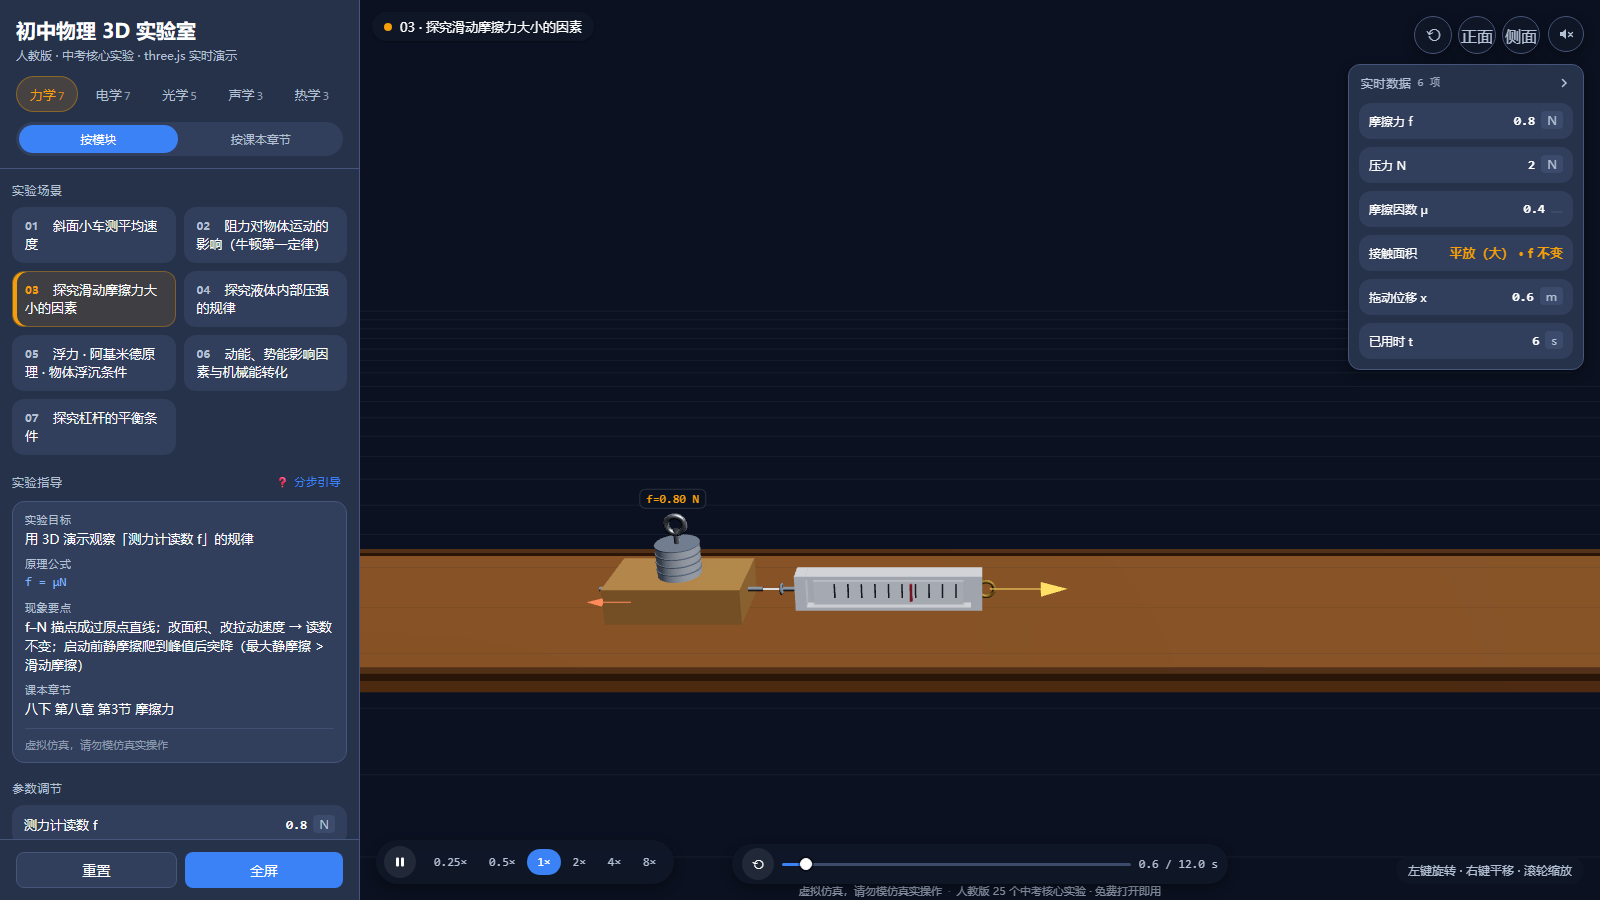 初中物理 3D 实验室
人教版 · 中考核心实验 · three.js 实时演示
力学 7
电学 7
光学 5
声学 3
热学 3
按模块
按课本章节
实验场景
01 斜面小车测平均速
度
02 阻力对物体运动的
影响（牛顿第一定律）
03 探究滑动摩擦力大
小的因素
04 探究液体内部压强
的规律
05 浮力 · 阿基米德原
理 · 物体浮沉条件
06 动能、势能影响因
素与机械能转化
07 探究杠杆的平衡条
件
实验指导
❓ 分步引导
实验目标
用 3D 演示观察「测力计读数 f」的规律
原理公式
f = μN
现象要点
f–N 描点成过原点直线；改面积、改拉动速度 → 读数
不变；启动前静摩擦爬到峰值后突降（最大静摩擦 >
滑动摩擦）
课本章节
八下 第八章 第3节 摩擦力
虚拟仿真，请勿模仿真实操作
参数调节
测力计读数 f 0.8 N
重置
全屏
03 · 探究滑动摩擦力大小的因素
正面
侧面
实时数据 6 项
摩擦力 f 0.8 N
压力 N 2 N
摩擦因数 μ 0.4
接触面积 平放（大） • f 不变
拖动位移 x 0.6 m
已用时 t 6 s
f=0.80 N
0.25×
0.5×
1×
2×
4×
8×
0.6 / 12.0 s
虚拟仿真，请勿模仿真实操作 · 人教版 25 个中考核心实验 · 免费打开即用
左键旋转 · 右键平移 · 滚轮缩放